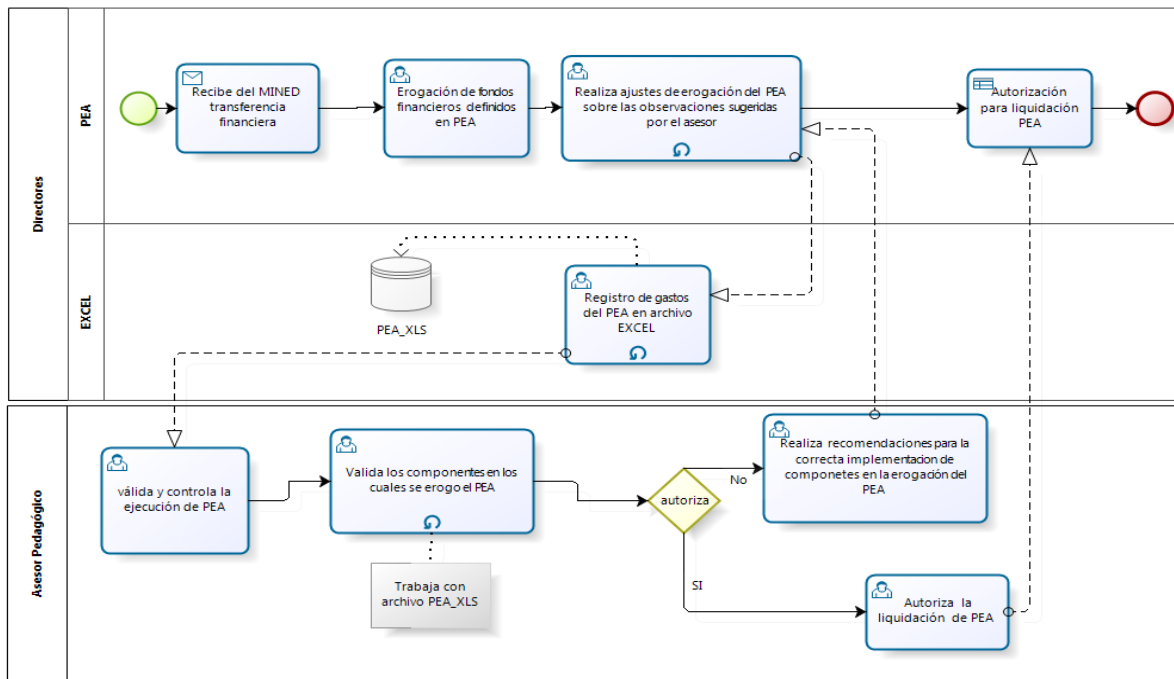 Directores
PEA
Recibe del MINED
transferencia
financiera
Erogación de fondos
financieros definidos
en PEA
Realiza ajustes de erogación del PEA
sobre las observaciones sugeridas
por el asesor
Autorización
para liquidación
PEA
EXCEL
PEA_XLS
Registro de gastos
del PEA en archivo
EXCEL
Asesor Pedagógico
válida y controla la
ejecución de PEA
Valida los componentes en los
cuales se erogo el PEA
Trabaja con
archivo PEA_XLS
autoriza
No
Realiza recomendaciones para la
correcta implementacion de
componetes en la erogación del
PEA
SI
Autoriza la
liquidación de PEA